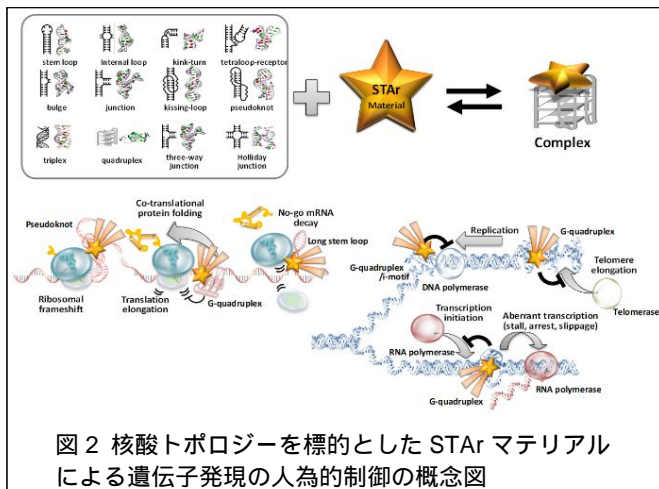 stem loop
Internal loop
kink-turn
tetraloop-receptor
bulge
junction
kissing-loop
pseudoknot
triplex
quadruplex
three-way
junction
Holliday
junction
STAr
Material
Complex
Pseudoknot
Ribosomal
frameshift
Co-translational
protein folding
Translation
elongation
G-quadruplex
No-go mRNA
decay
Long stem loop
Replication
G-quadruplex
/i-motif
DNA polymerase
G-quadruplex
Telomere
elongation
Telomerase
Transcription
initiation
RNA polymerase
Aberrant transcription
(stall, arrest, slippage)
G-quadruplex
RNA polymerase
図 2 核酸トポロジーを標的とした STAr マテリアル
による遺伝子発現の人為的制御の概念図